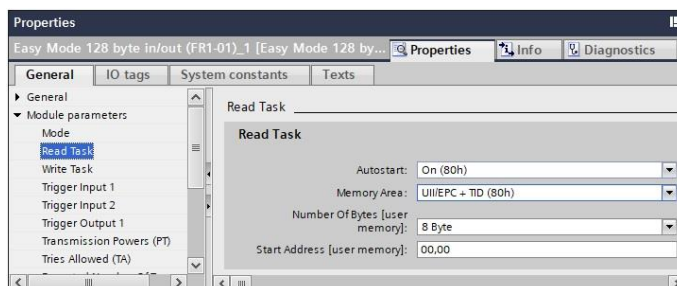 Properties
Easy Mode 128 byte in/out (FR1-01)_1 [Easy Mode 128 by...
Properties
Info
Diagnostics
General
IO tags
System constants
Texts
General
Module parameters
Mode
Read Task
Write Task
Trigger Input 1
Trigger Input 2
Trigger Output 1
Transmission Powers (PT)
Tries Allowed (TA)
Read Task
Read Task
Autostart: On (80h)
Memory Area: UII/EPC + TID (80h)
Number Of Bytes [user
memory]: 8 Byte
Start Address [user memory]: 00,00